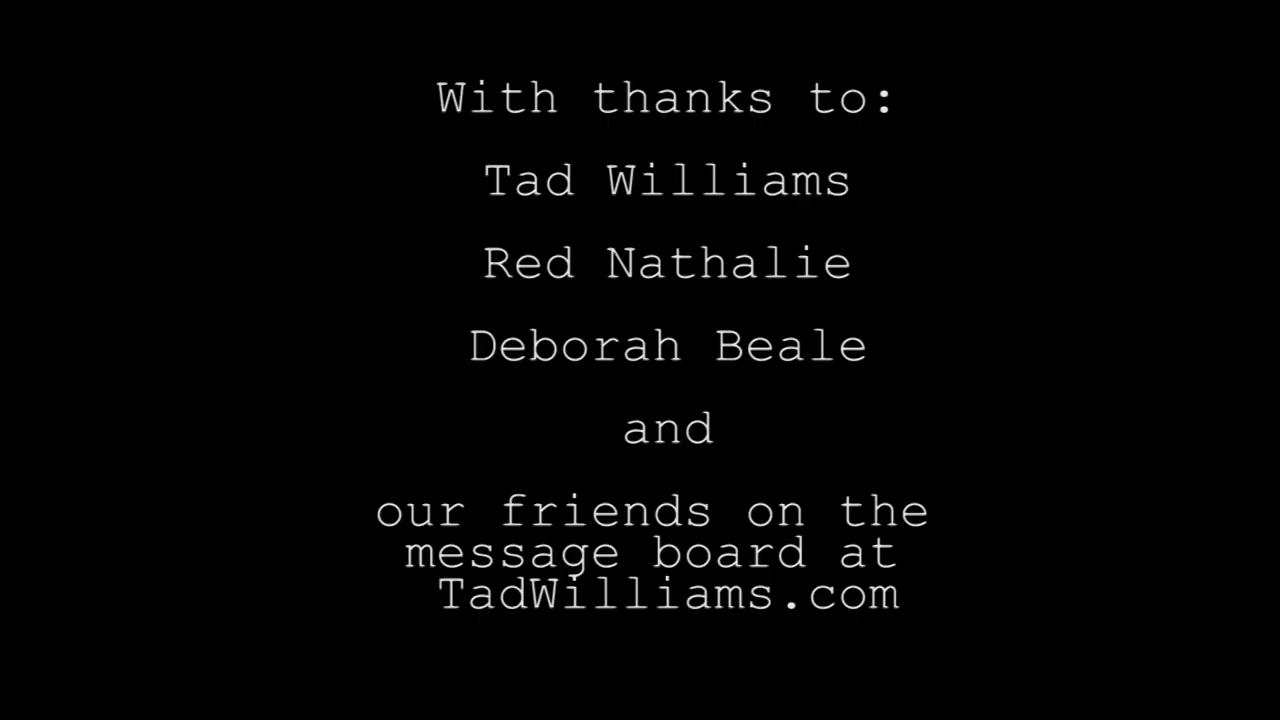 With thanks to:
Tad Williams
Red Nathalie
Deborah Beale
and
our friends on the
message board at
TadWilliams.com